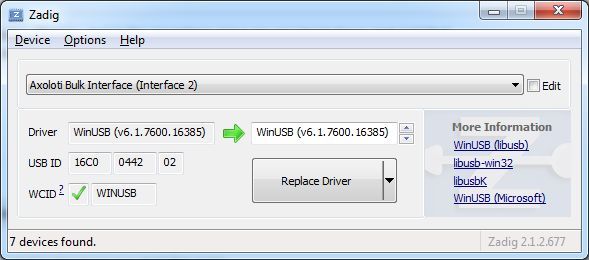 Zadig
Device Options Help
Axoloti Bulk Interface (Interface 2) Edit
Driver WinUSB (v6.1.7600.16385) WinUSB (v6.1.7600.16385)
USB ID 16C0 0442 02
WCID ? WINUSB
Replace Driver
More Information
WinUSB (libusb)
libusb-win32
libusbK
WinUSB (Microsoft)
7 devices found. Zadig 2.1.2.677